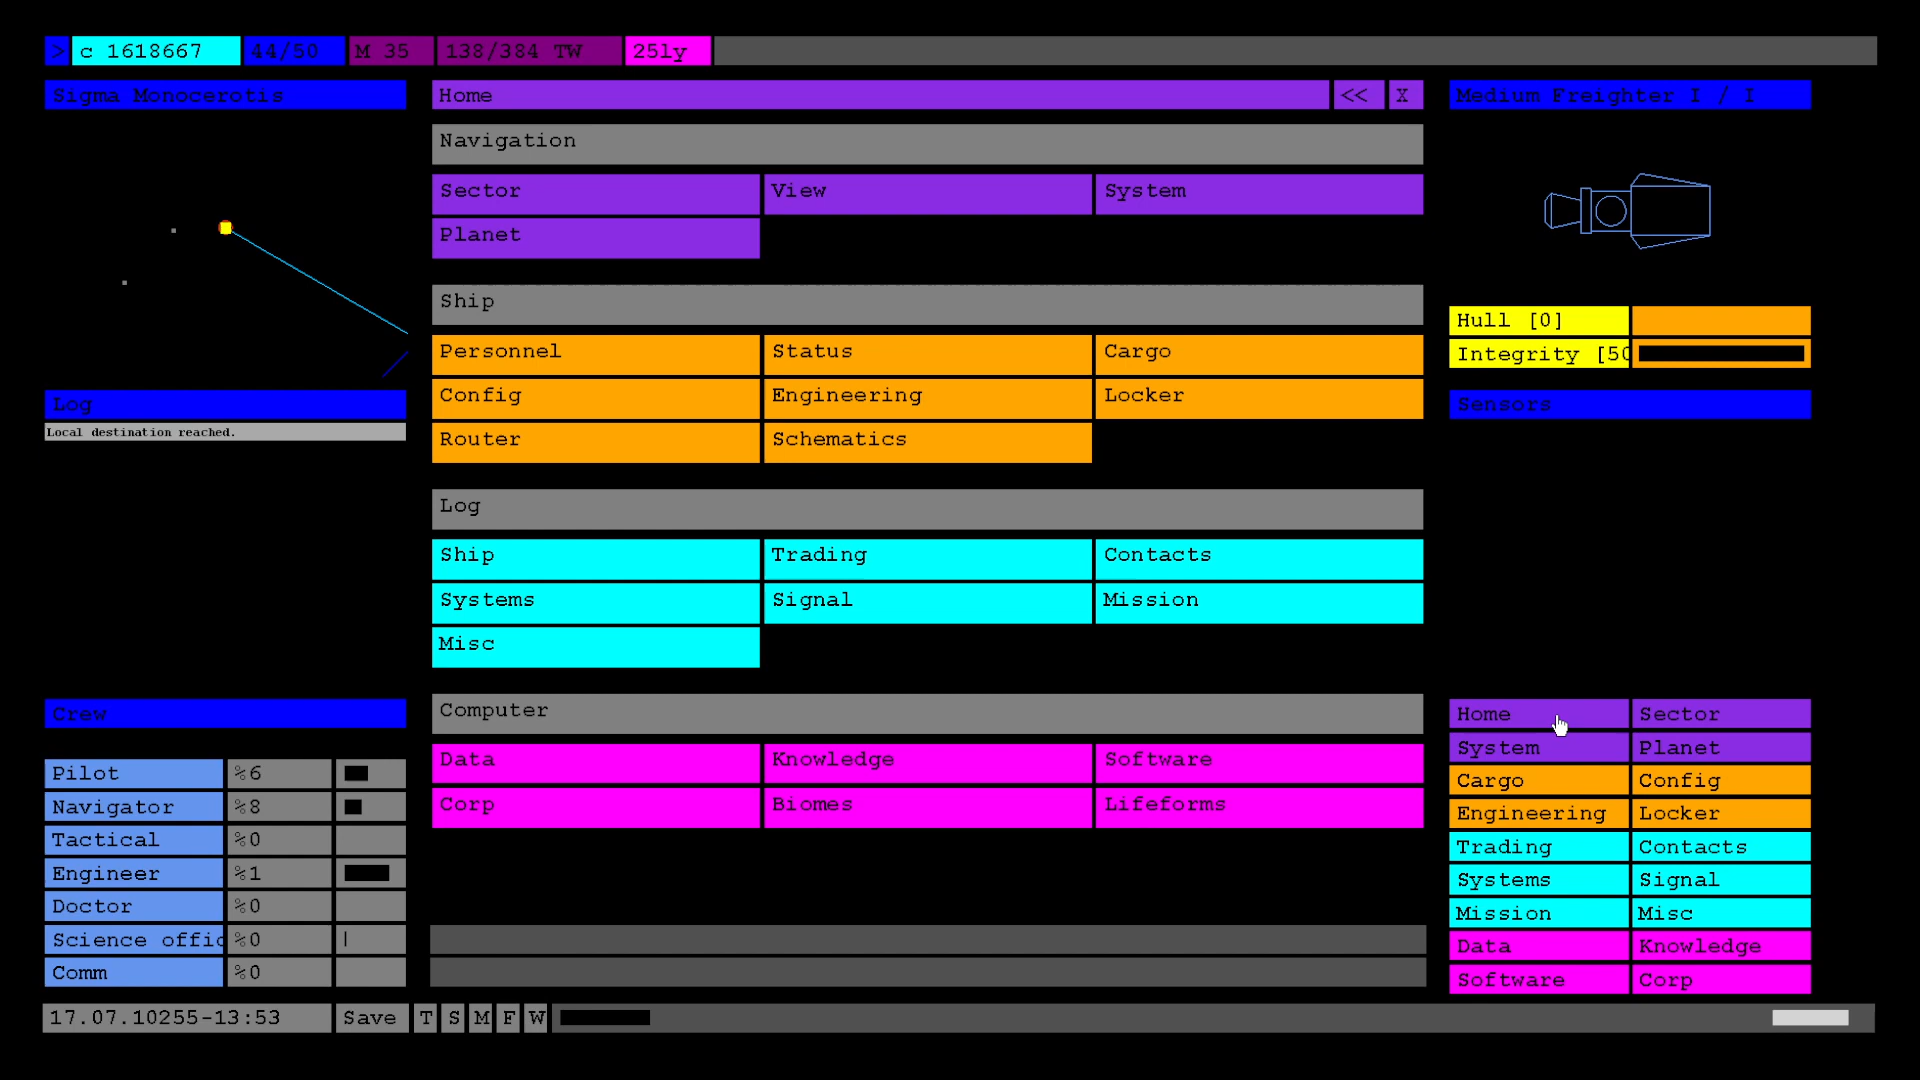 > c 1618667 44/50 M 35 138/384 TW 25ly
Sigma Monocerotis
Home << X
Medium Freighter I / I
Navigation
Sector View System
Planet
Ship
Personnel Status Cargo
Config Engineering Locker
Router Schematics
Hull [0]
Integrity [50
Log
Local destination reached.
Sensors
Log
Ship Trading Contacts
Systems Signal Mission
Misc
Crew
Pilot %6
Navigator %8
Tactical %0
Engineer %1
Doctor %0
Science offic %0
Comm %0
Computer
Data Knowledge Software
Corp Biomes Lifeforms
Home Sector
System Planet
Cargo Config
Engineering Locker
Trading Contacts
Systems Signal
Mission Misc
Data Knowledge
Software Corp
17.07.10255-13:53 Save T S M F W